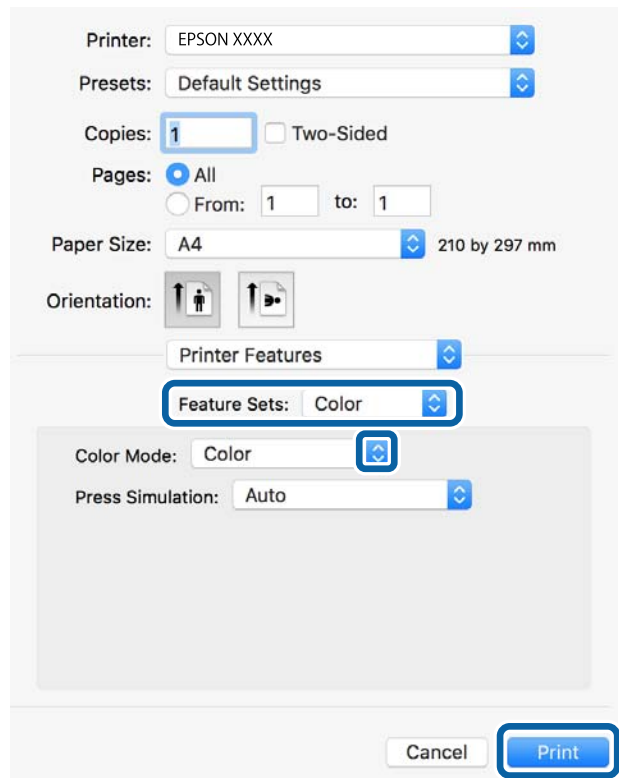 Printer: EPSON XXXX
Presets: Default Settings
Copies: 1 Two-Sided
Pages: All
From: 1 to: 1
Paper Size: A4 210 by 297 mm
Orientation:
Printer Features
Feature Sets: Color
Color Mode: Color
Press Simulation: Auto
Cancel Print